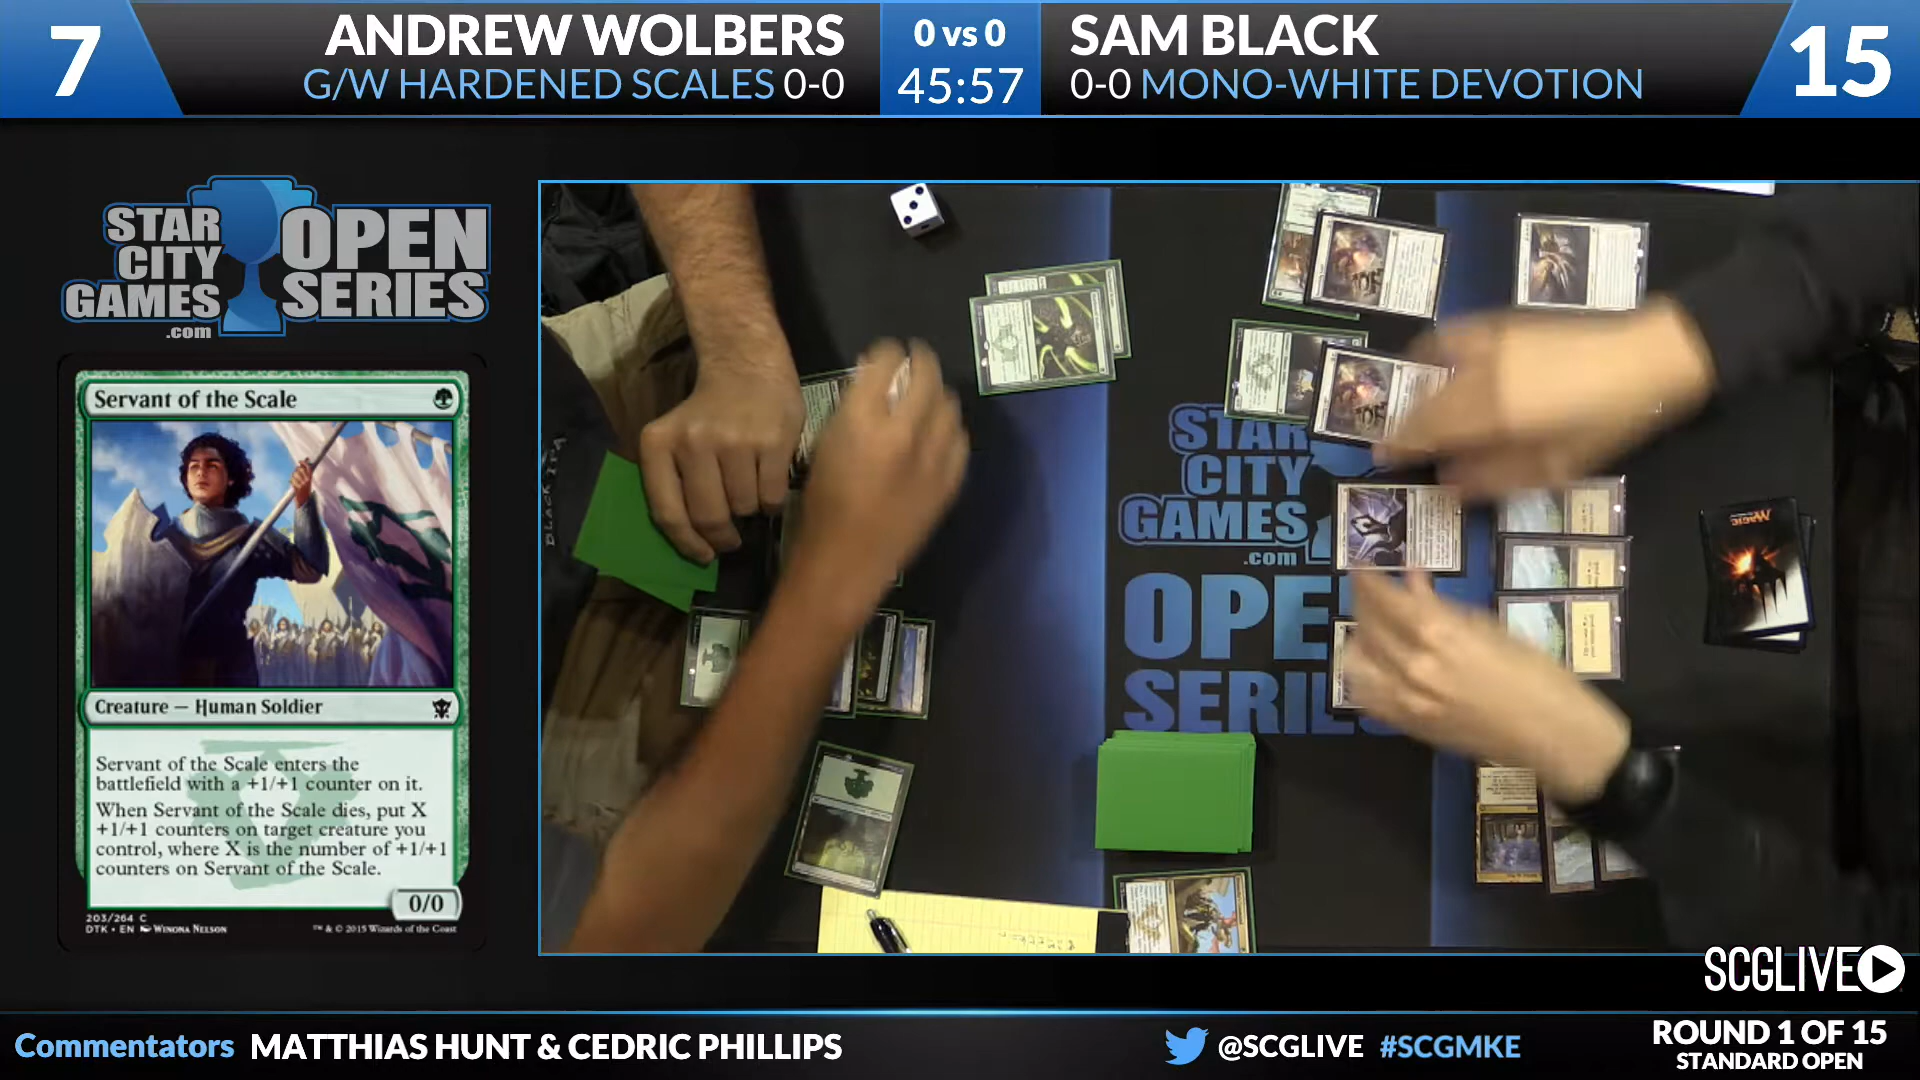 7
ANDREW WOLBERS
G/W HARDENED SCALES 0-0
0 vs 0
45:57
SAM BLACK
0-0 MONO-WHITE DEVOTION
15
STAR
CITY
GAMES
.com
OPEN
SERIES
Servant of the Scale
Creature — Human Soldier
Servant of the Scale enters the
battlefield with a +1/+1 counter on it.
When Servant of the Scale dies, put X
+1/+1 counters on target creature you
control, where X is the number of +1/+1
counters on Servant of the Scale.
0/0
203/264 C
DTK • EN Winona Nelson
™ & © 2015 Wizards of the Coast
STAR
CITY
GAMES
.com
OPE
SERIES
MAGIC
SCGLIVE
Commentators MATTHIAS HUNT & CEDRIC PHILLIPS
@SCGLIVE #SCGMKE
ROUND 1 OF 15
STANDARD OPEN